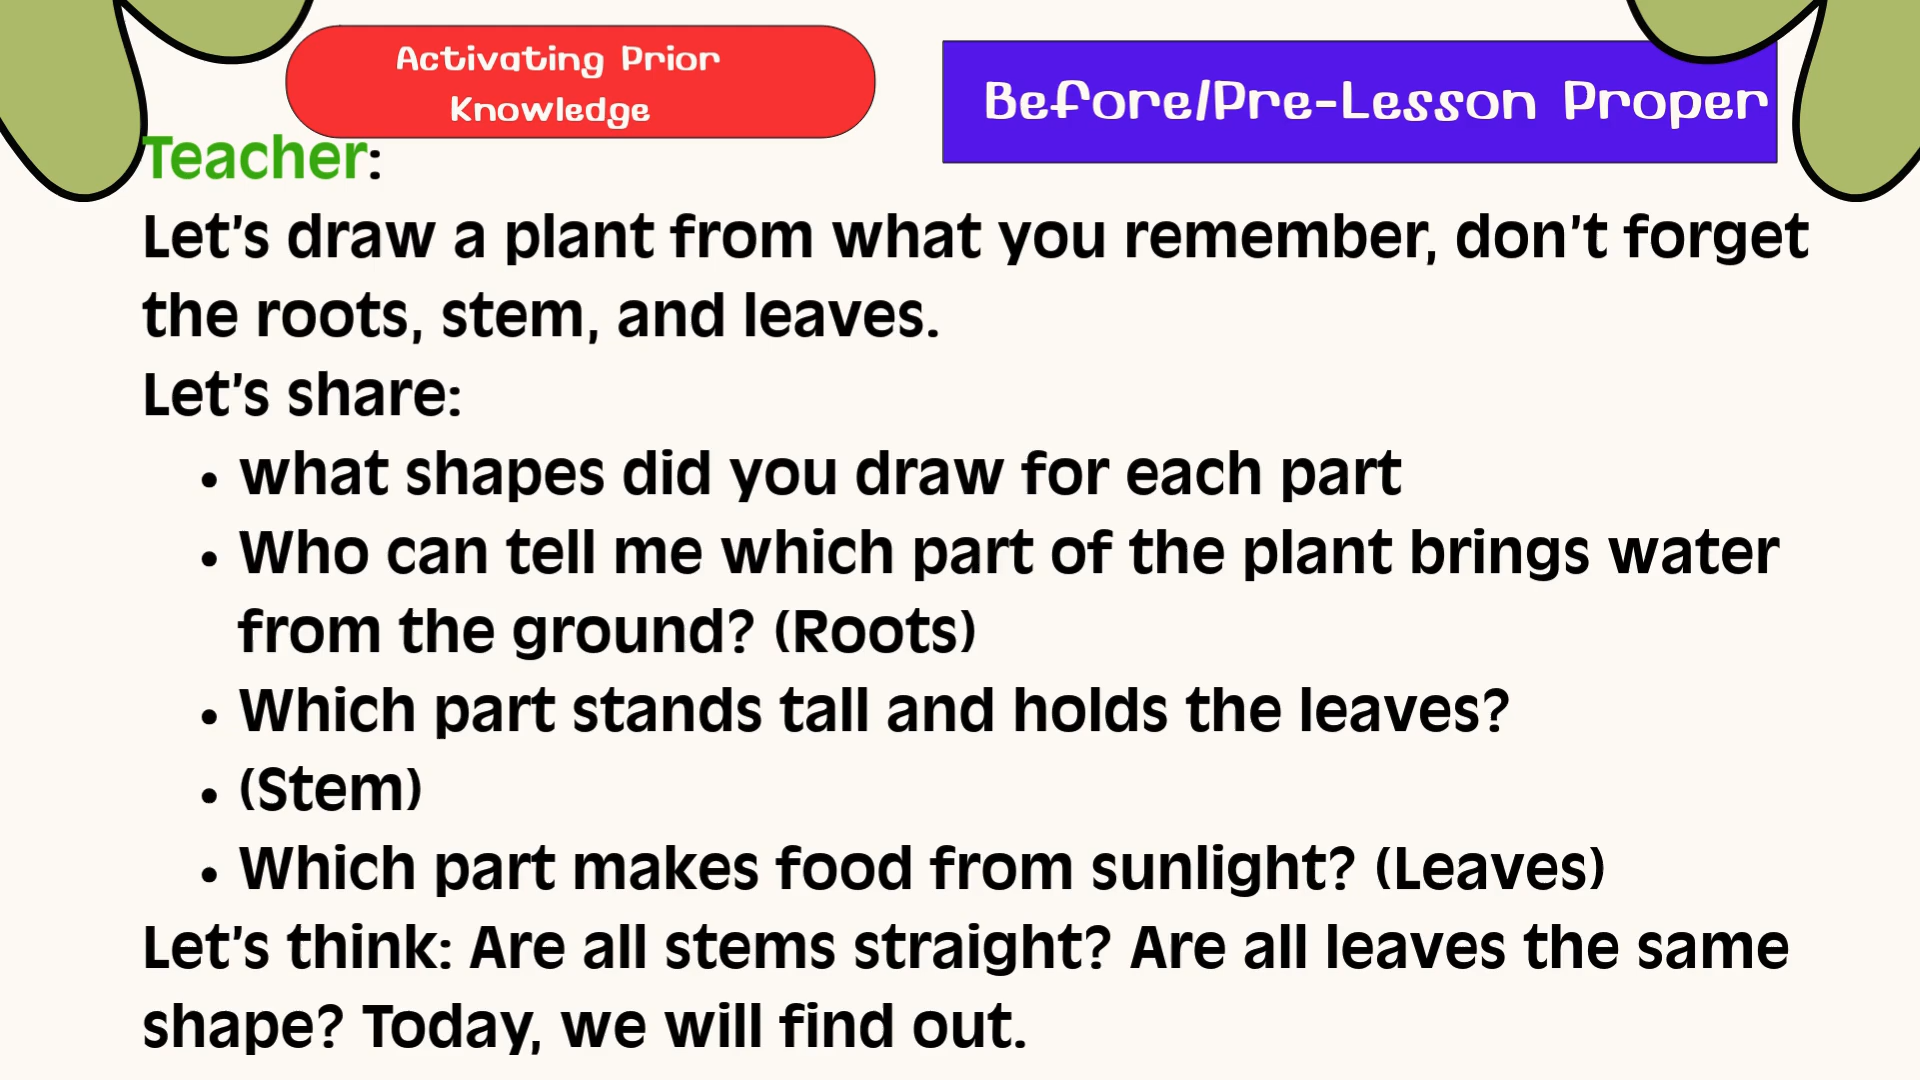 Activating Prior
Knowledge
Before/Pre-Lesson Proper
Teacher:
Let's draw a plant from what you remember, don't forget
the roots, stem, and leaves.
Let's share:
• what shapes did you draw for each part
• Who can tell me which part of the plant brings water
from the ground? (Roots)
• Which part stands tall and holds the leaves?
• (Stem)
• Which part makes food from sunlight? (Leaves)
Let's think: Are all stems straight? Are all leaves the same
shape? Today, we will find out.